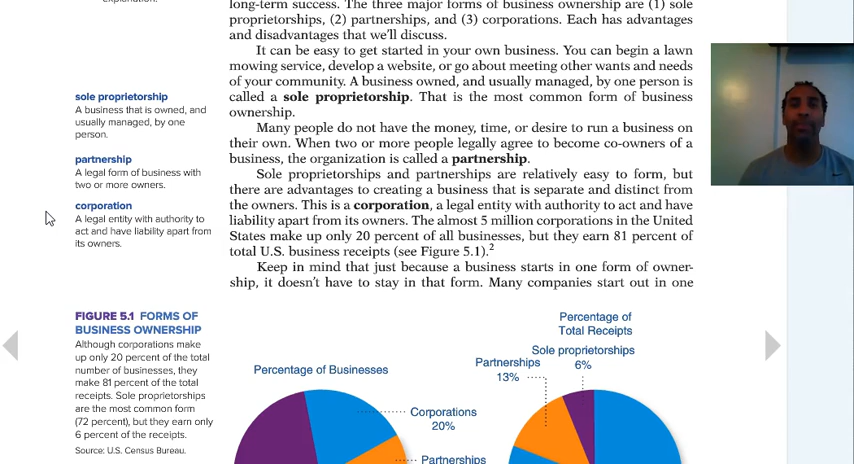 explanation.
long-term success. The three major forms of business ownership are (1) sole
proprietorships, (2) partnerships, and (3) corporations. Each has advantages
and disadvantages that we'll discuss.
It can be easy to get started in your own business. You can begin a lawn
mowing service, develop a website, or go about meeting other wants and needs
of your community. A business owned, and usually managed, by one person is
called a sole proprietorship. That is the most common form of business
ownership.
Many people do not have the money, time, or desire to run a business on
their own. When two or more people legally agree to become co-owners of a
business, the organization is called a partnership.
Sole proprietorships and partnerships are relatively easy to form, but
there are advantages to creating a business that is separate and distinct from
the owners. This is a corporation, a legal entity with authority to act and have
liability apart from its owners. The almost 5 million corporations in the United
States make up only 20 percent of all businesses, but they earn 81 percent of
total U.S. business receipts (see Figure 5.1).2
Keep in mind that just because a business starts in one form of owner-
ship, it doesn't have to stay in that form. Many companies start out in one
sole proprietorship
A business that is owned, and
usually managed, by one
person.
partnership
A legal form of business with
two or more owners.
corporation
A legal entity with authority to
act and have liability apart from
its owners.
FIGURE 5.1 FORMS OF
BUSINESS OWNERSHIP
Although corporations make
up only 20 percent of the total
number of businesses, they
make 81 percent of the total
receipts. Sole proprietorships
are the most common form
(72 percent), but they earn only
6 percent of the receipts.
Source: U.S. Census Bureau.
Percentage of Businesses
Corporations
20%
Partnerships
Percentage of
Total Receipts
Sole proprietorships
6%
Partnerships
13%